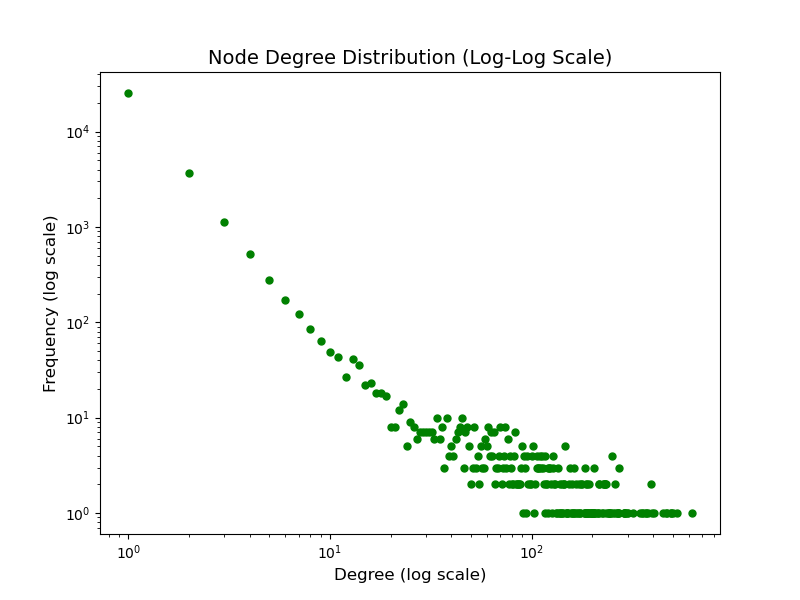 Node Degree Distribution (Log-Log Scale)
Frequency (log scale)
10⁴
10³
10²
10¹
10⁰
10⁰ 10¹ 10²
Degree (log scale)